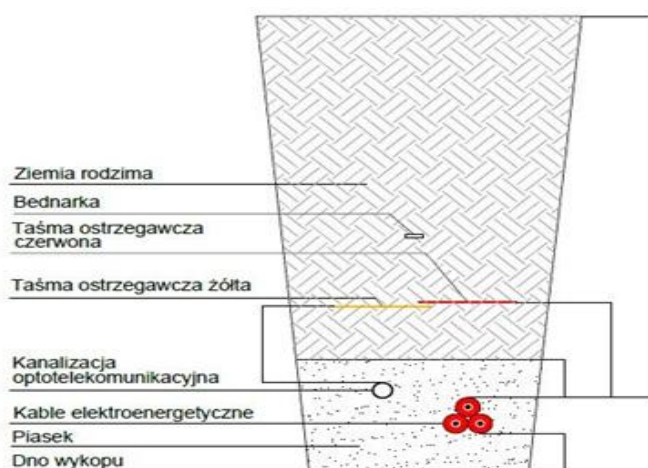 Ziemia rodzima
Bednarka
Taśma ostrzegawcza
czerwona
Taśma ostrzegawcza żółta
Kanalizacja
optotelekomunikacyjna
Kable elektroenergetyczne
Piasek
Dno wykopu